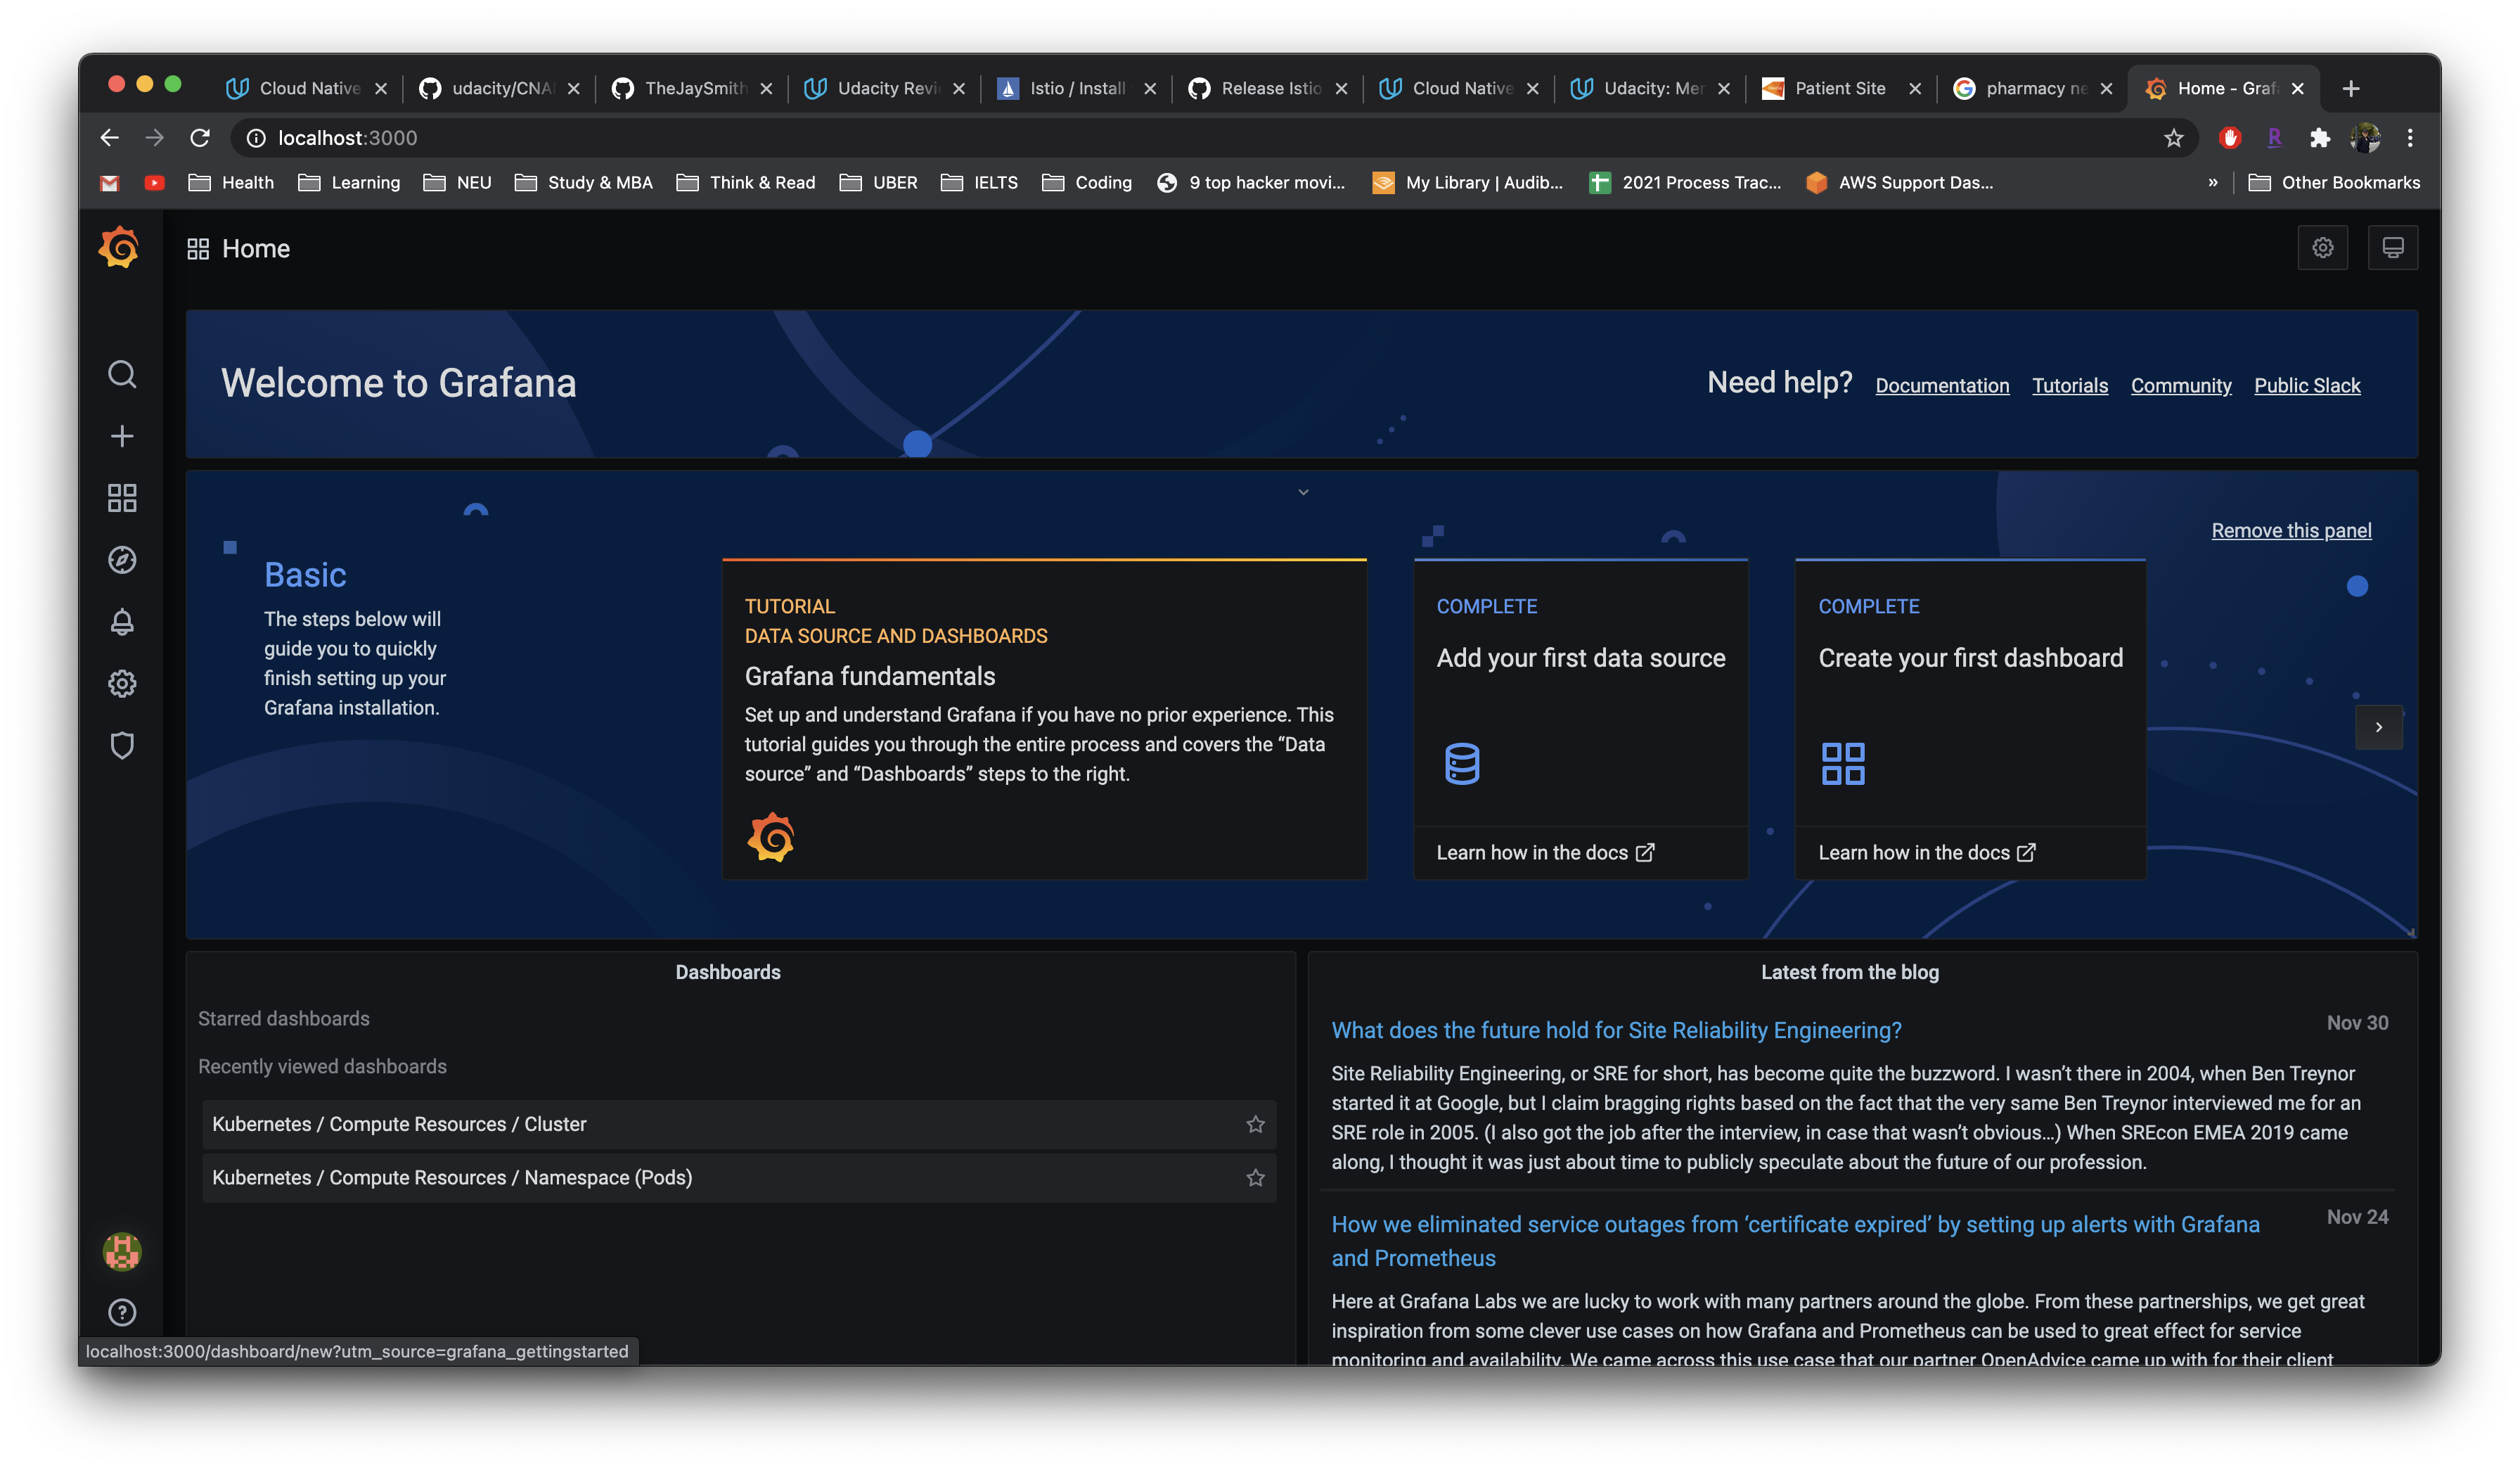 Cloud Native
udacity/CNA
TheJaySmith
Udacity Revi
Istio / Install
Release Istio
Cloud Native
Udacity: Mer
Patient Site
pharmacy ne
Home - Graf
localhost:3000
Health
Learning
NEU
Study & MBA
Think & Read
UBER
IELTS
Coding
9 top hacker movi...
My Library | Audib...
2021 Process Trac...
AWS Support Das...
»
Other Bookmarks
Home
Welcome to Grafana
Need help? Documentation Tutorials Community Public Slack
Remove this panel
Basic
The steps below will
guide you to quickly
finish setting up your
Grafana installation.
TUTORIAL
DATA SOURCE AND DASHBOARDS
Grafana fundamentals
Set up and understand Grafana if you have no prior experience. This
tutorial guides you through the entire process and covers the “Data
source” and “Dashboards” steps to the right.
COMPLETE
Add your first data source
Learn how in the docs
COMPLETE
Create your first dashboard
Learn how in the docs
Dashboards
Starred dashboards
Recently viewed dashboards
Kubernetes / Compute Resources / Cluster
Kubernetes / Compute Resources / Namespace (Pods)
Latest from the blog
What does the future hold for Site Reliability Engineering?
Nov 30
Site Reliability Engineering, or SRE for short, has become quite the buzzword. I wasn’t there in 2004, when Ben Treynor
started it at Google, but I claim bragging rights based on the fact that the very same Ben Treynor interviewed me for an
SRE role in 2005. (I also got the job after the interview, in case that wasn’t obvious…) When SREcon EMEA 2019 came
along, I thought it was just about time to publicly speculate about the future of our profession.
How we eliminated service outages from ‘certificate expired’ by setting up alerts with Grafana
and Prometheus
Nov 24
Here at Grafana Labs we are lucky to work with many partners around the globe. From these partnerships, we get great
inspiration from some clever use cases on how Grafana and Prometheus can be used to great effect for service
monitoring and availability. We came across this use case that our partner OpenAdvice came up with for their client
localhost:3000/dashboard/new?utm_source=grafana_gettingstarted